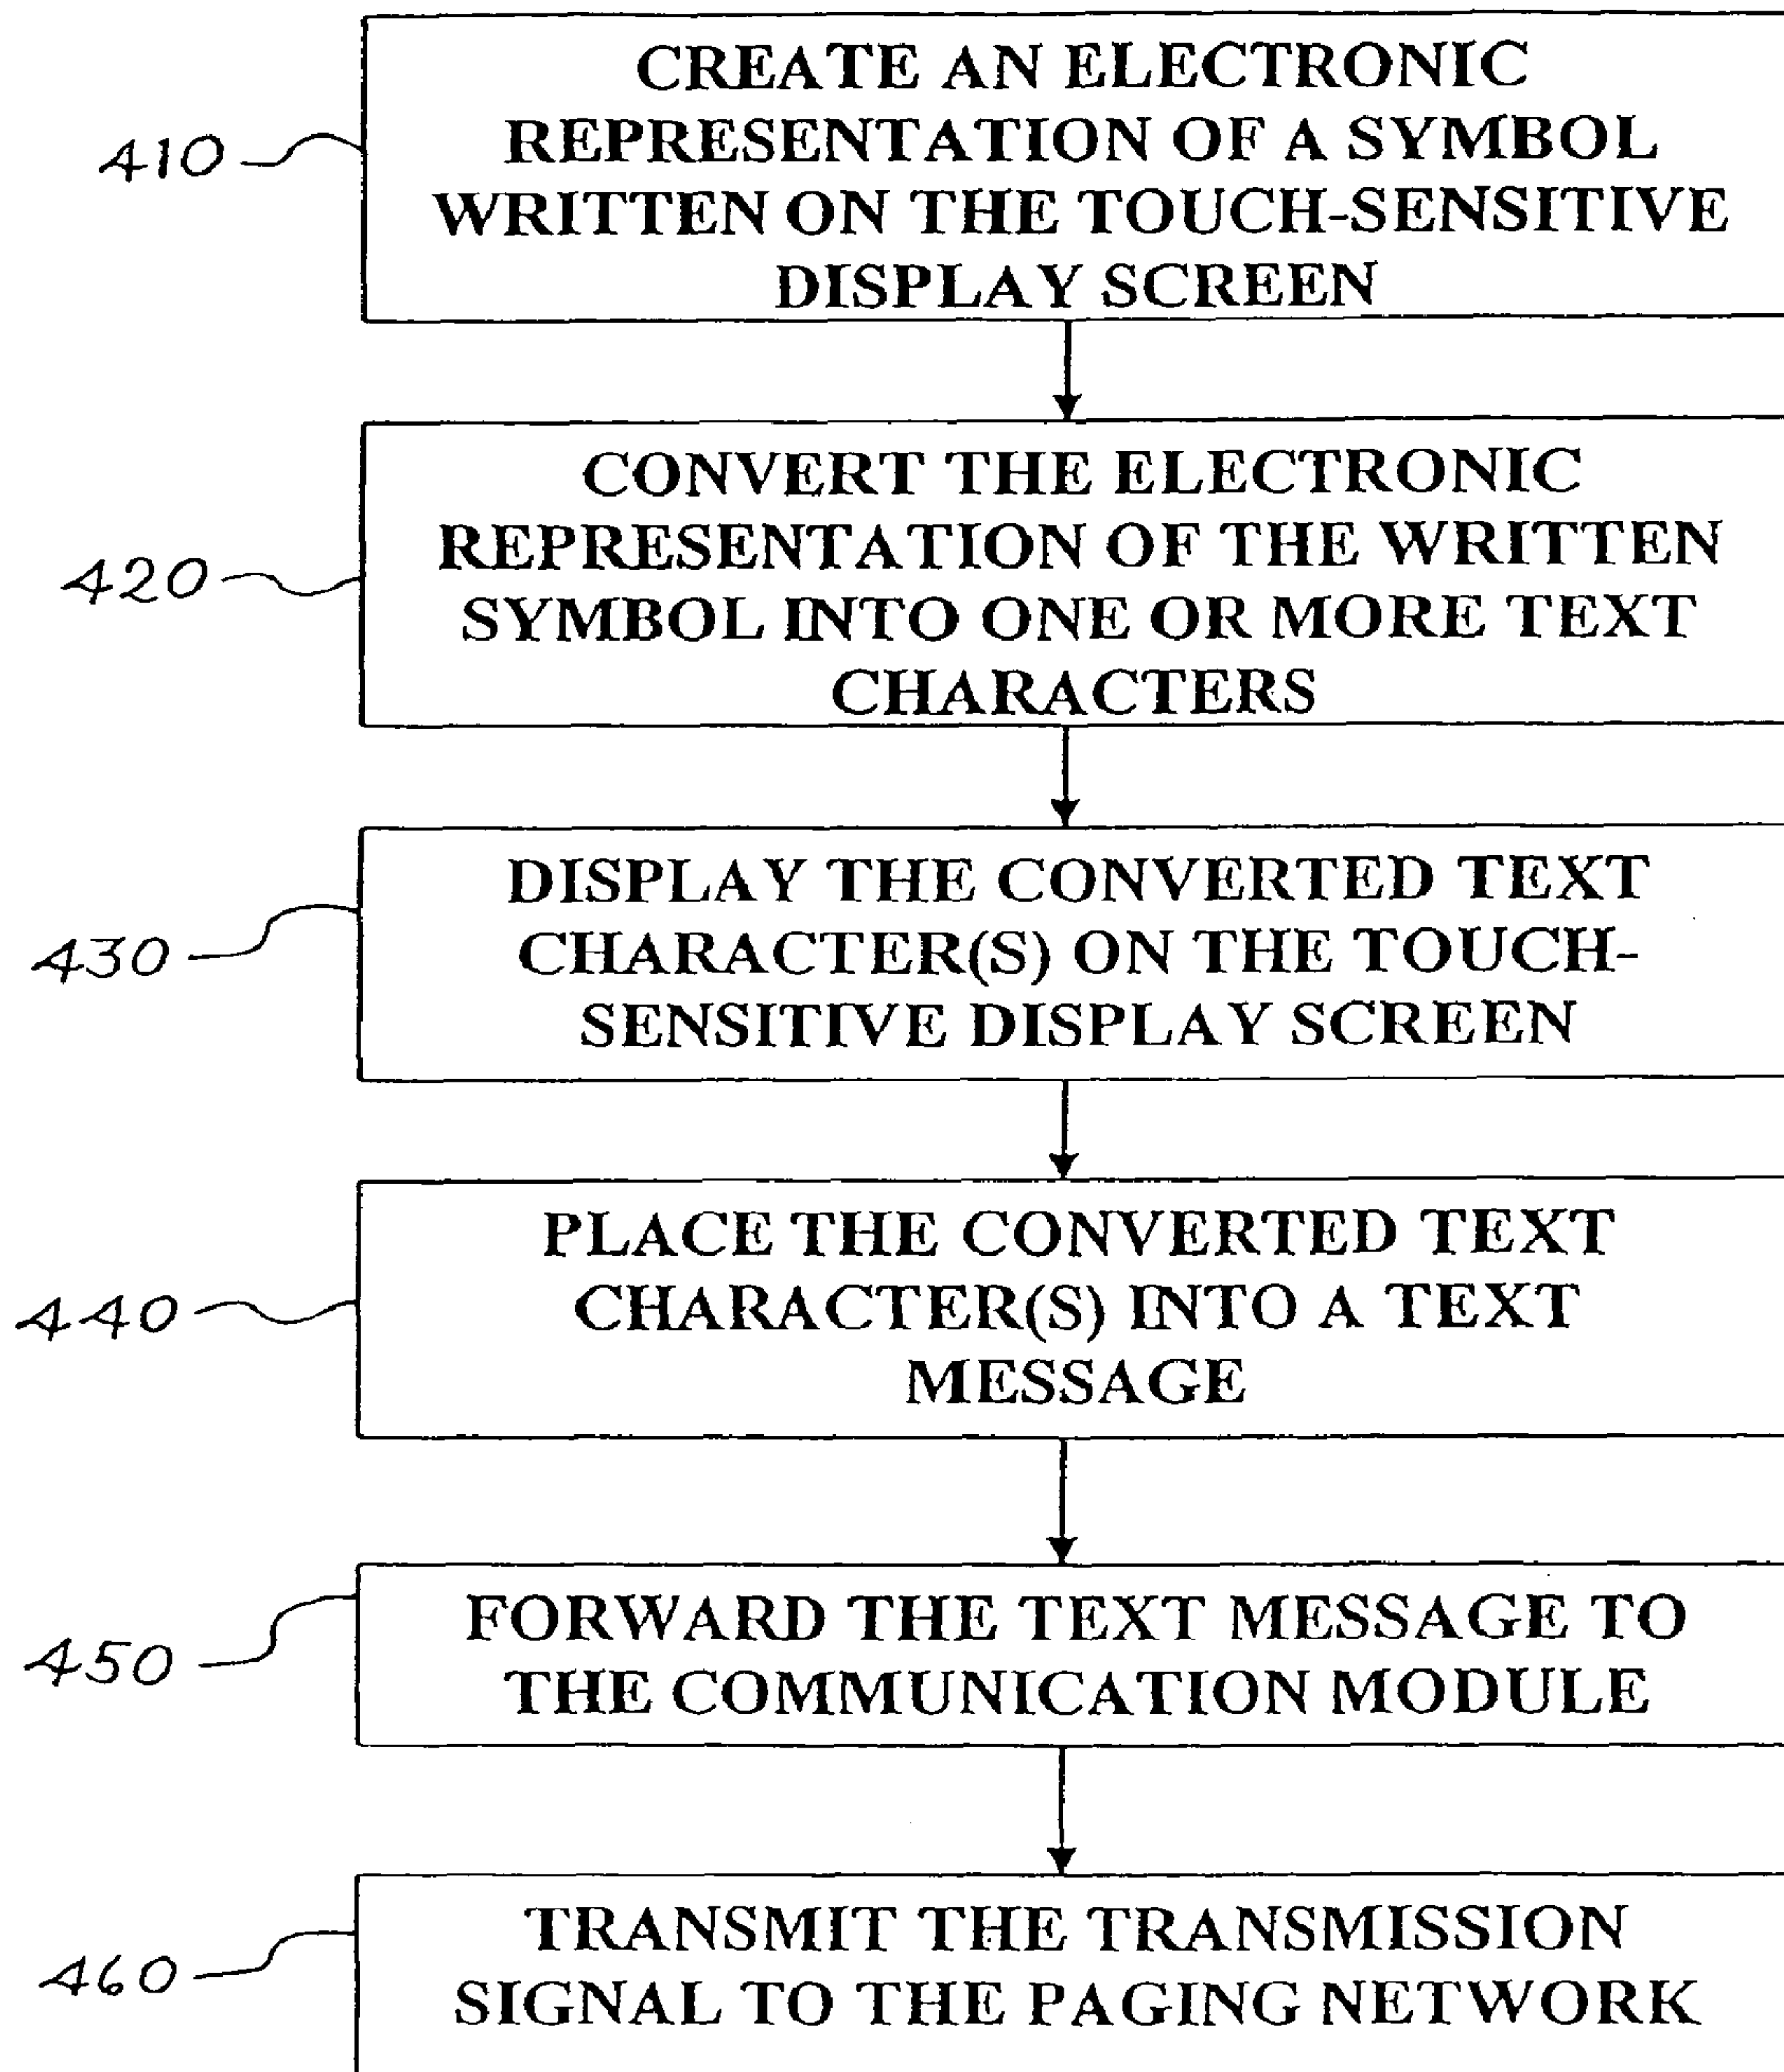 410
CREATE AN ELECTRONIC
REPRESENTATION OF A SYMBOL
WRITTEN ON THE TOUCH-SENSITIVE
DISPLAY SCREEN
420
CONVERT THE ELECTRONIC
REPRESENTATION OF THE WRITTEN
SYMBOL INTO ONE OR MORE TEXT
CHARACTERS
430
DISPLAY THE CONVERTED TEXT
CHARACTER(S) ON THE TOUCH-
SENSITIVE DISPLAY SCREEN
440
PLACE THE CONVERTED TEXT
CHARACTER(S) INTO A TEXT
MESSAGE
450
FORWARD THE TEXT MESSAGE TO
THE COMMUNICATION MODULE
460
TRANSMIT THE TRANSMISSION
SIGNAL TO THE PAGING NETWORK